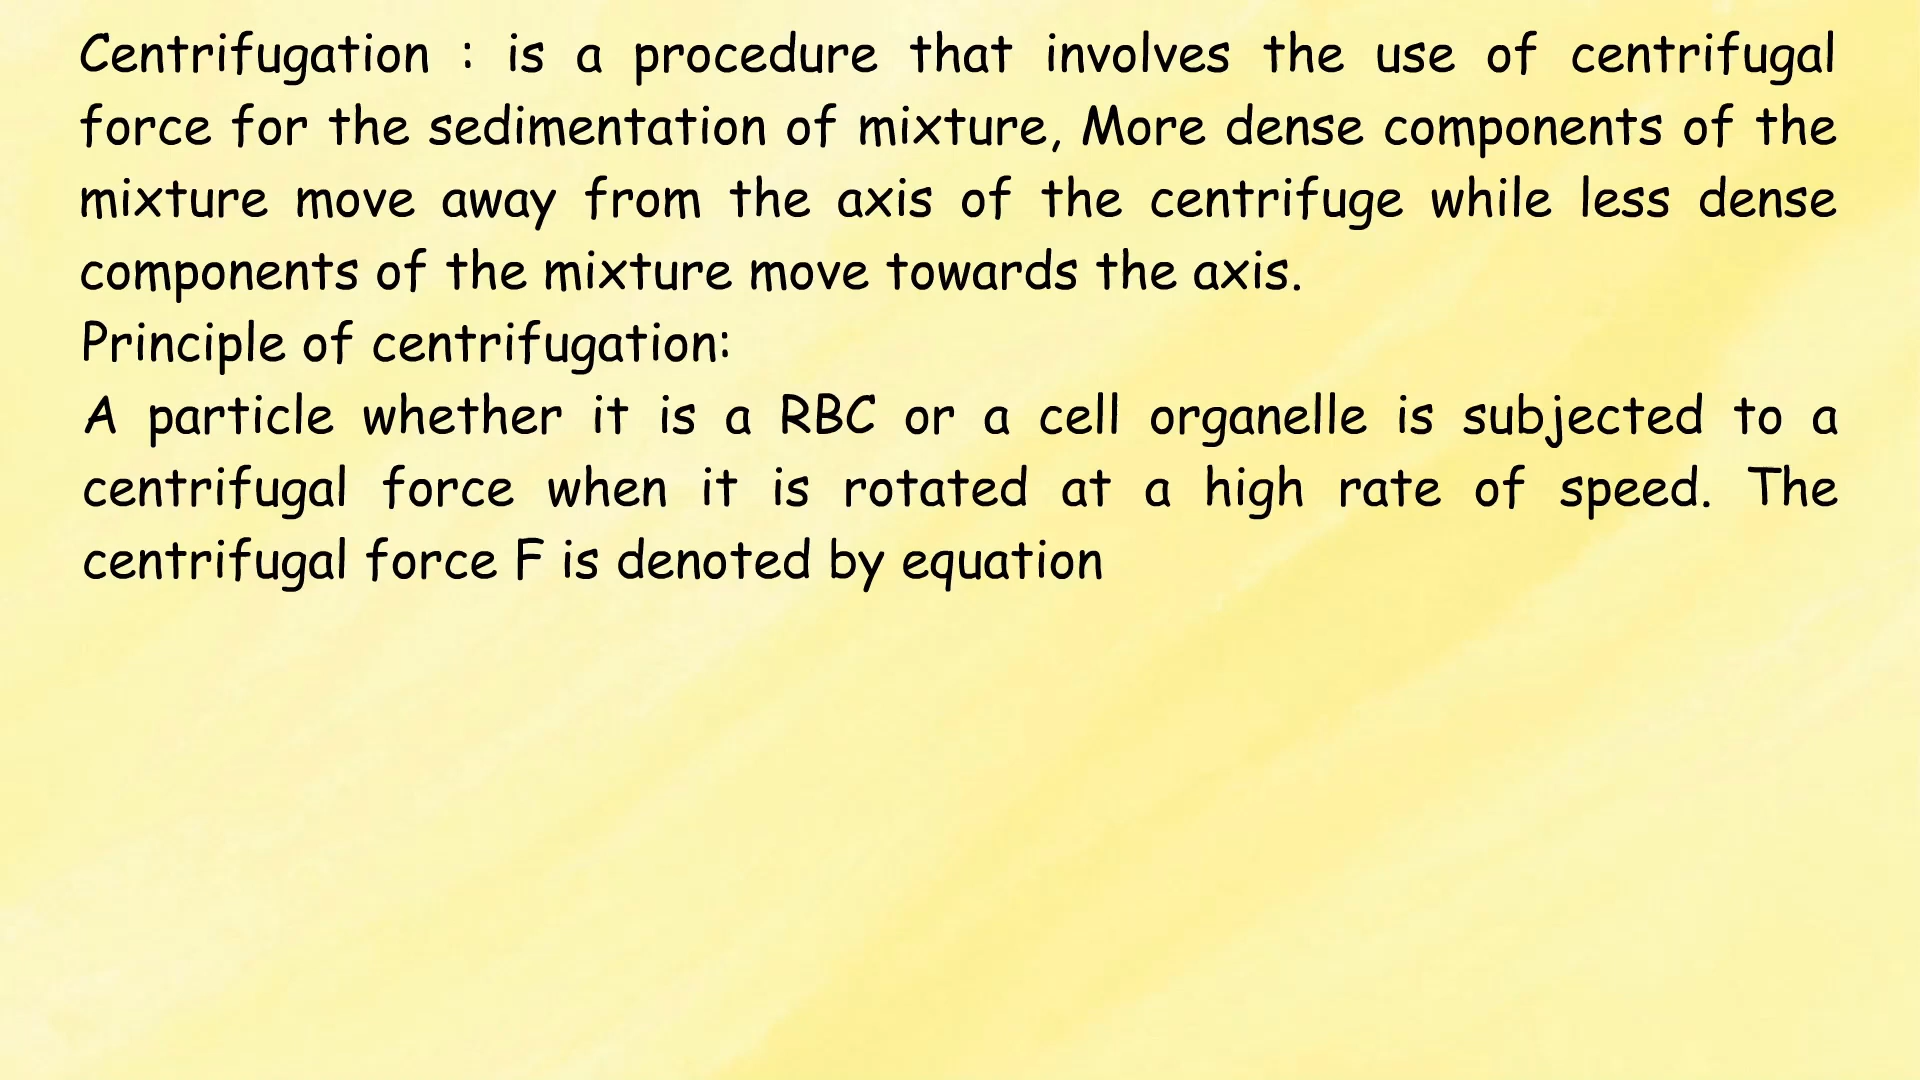 Centrifugation : is a procedure that involves the use of centrifugal
force for the sedimentation of mixture, More dense components of the
mixture move away from the axis of the centrifuge while less dense
components of the mixture move towards the axis.
Principle of centrifugation:
A particle whether it is a RBC or a cell organelle is subjected to a
centrifugal force when it is rotated at a high rate of speed. The
centrifugal force F is denoted by equation